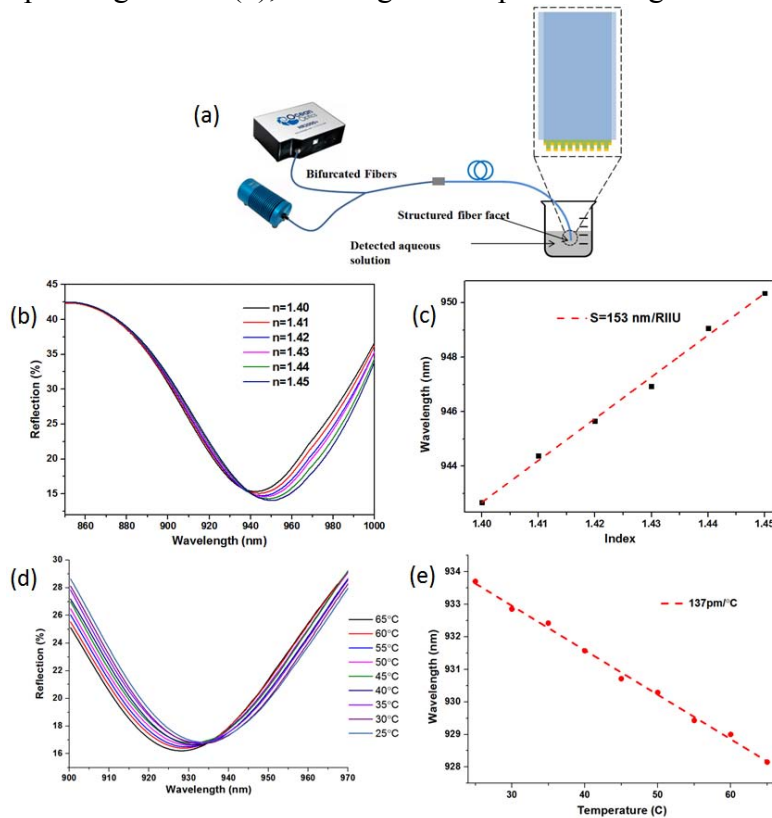 (a)
Ocean
Bifurcated Fibers
Structured fiber facet
Detected aqueous
solution
(b)
45
40
35
30
25
20
15
Reflection (%)
n=1.40
n=1.41
n=1.42
n=1.43
n=1.44
n=1.45
860 880 900 920 940 960 980 1000
Wavelength (nm)
(c)
950
948
946
944
Wavelength (nm)
S=153 nm/RIIU
1.40 1.41 1.42 1.43 1.44 1.45
Index
(d)
30
28
26
24
22
20
18
16
Reflection (%)
65°C
60°C
55°C
50°C
45°C
40°C
35°C
30°C
25°C
900 910 920 930 940 950 960 970
Wavelength (nm)
(e)
934
933
932
931
930
929
928
Wavelength (nm)
137pm/°C
30 40 50 60
Temperature (C)